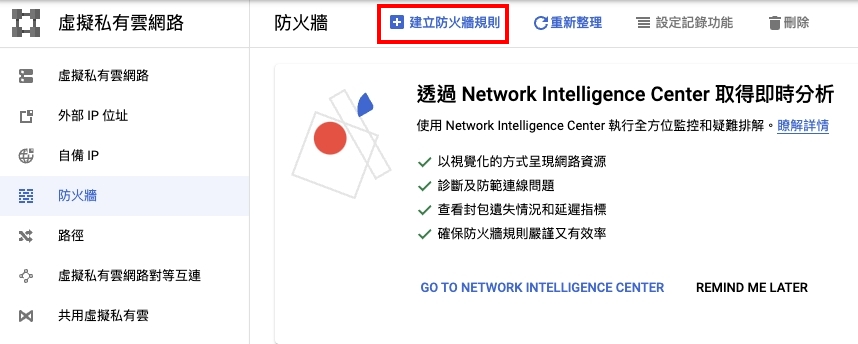 虛擬私有雲網路
防火牆
建立防火牆規則
重新整理
設定記錄功能
刪除
虛擬私有雲網路
外部 IP 位址
自備 IP
防火牆
路徑
虛擬私有雲網路對等互連
共用虛擬私有雲
透過 Network Intelligence Center 取得即時分析
使用 Network Intelligence Center 執行全方位監控和疑難排解。瞭解詳情
以視覺化的方式呈現網路資源
診斷及防範連線問題
查看封包遺失情況和延遲指標
確保防火牆規則嚴謹又有效率
GO TO NETWORK INTELLIGENCE CENTER
REMIND ME LATER